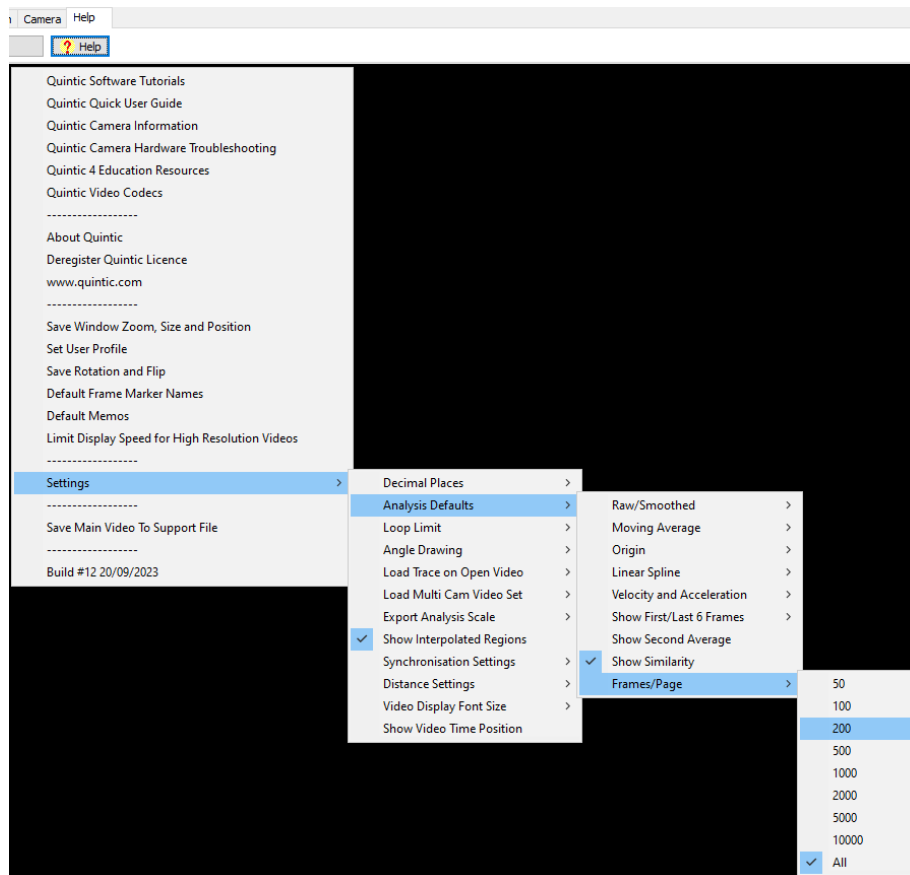 Camera Help
? Help
Quintic Software Tutorials
Quintic Quick User Guide
Quintic Camera Information
Quintic Camera Hardware Troubleshooting
Quintic 4 Education Resources
Quintic Video Codecs
------------------
About Quintic
Deregister Quintic Licence
www.quintic.com
------------------
Save Window Zoom, Size and Position
Set User Profile
Save Rotation and Flip
Default Frame Marker Names
Default Memos
Limit Display Speed for High Resolution Videos
------------------
Settings
------------------
Save Main Video To Support File
------------------
Build #12 20/09/2023
Decimal Places
Analysis Defaults
Loop Limit
Angle Drawing
Load Trace on Open Video
Load Multi Cam Video Set
Export Analysis Scale
Show Interpolated Regions
Synchronisation Settings
Distance Settings
Video Display Font Size
Show Video Time Position
Raw/Smoothed
Moving Average
Origin
Linear Spline
Velocity and Acceleration
Show First/Last 6 Frames
Show Second Average
Show Similarity
Frames/Page
50
100
200
500
1000
2000
5000
10000
All